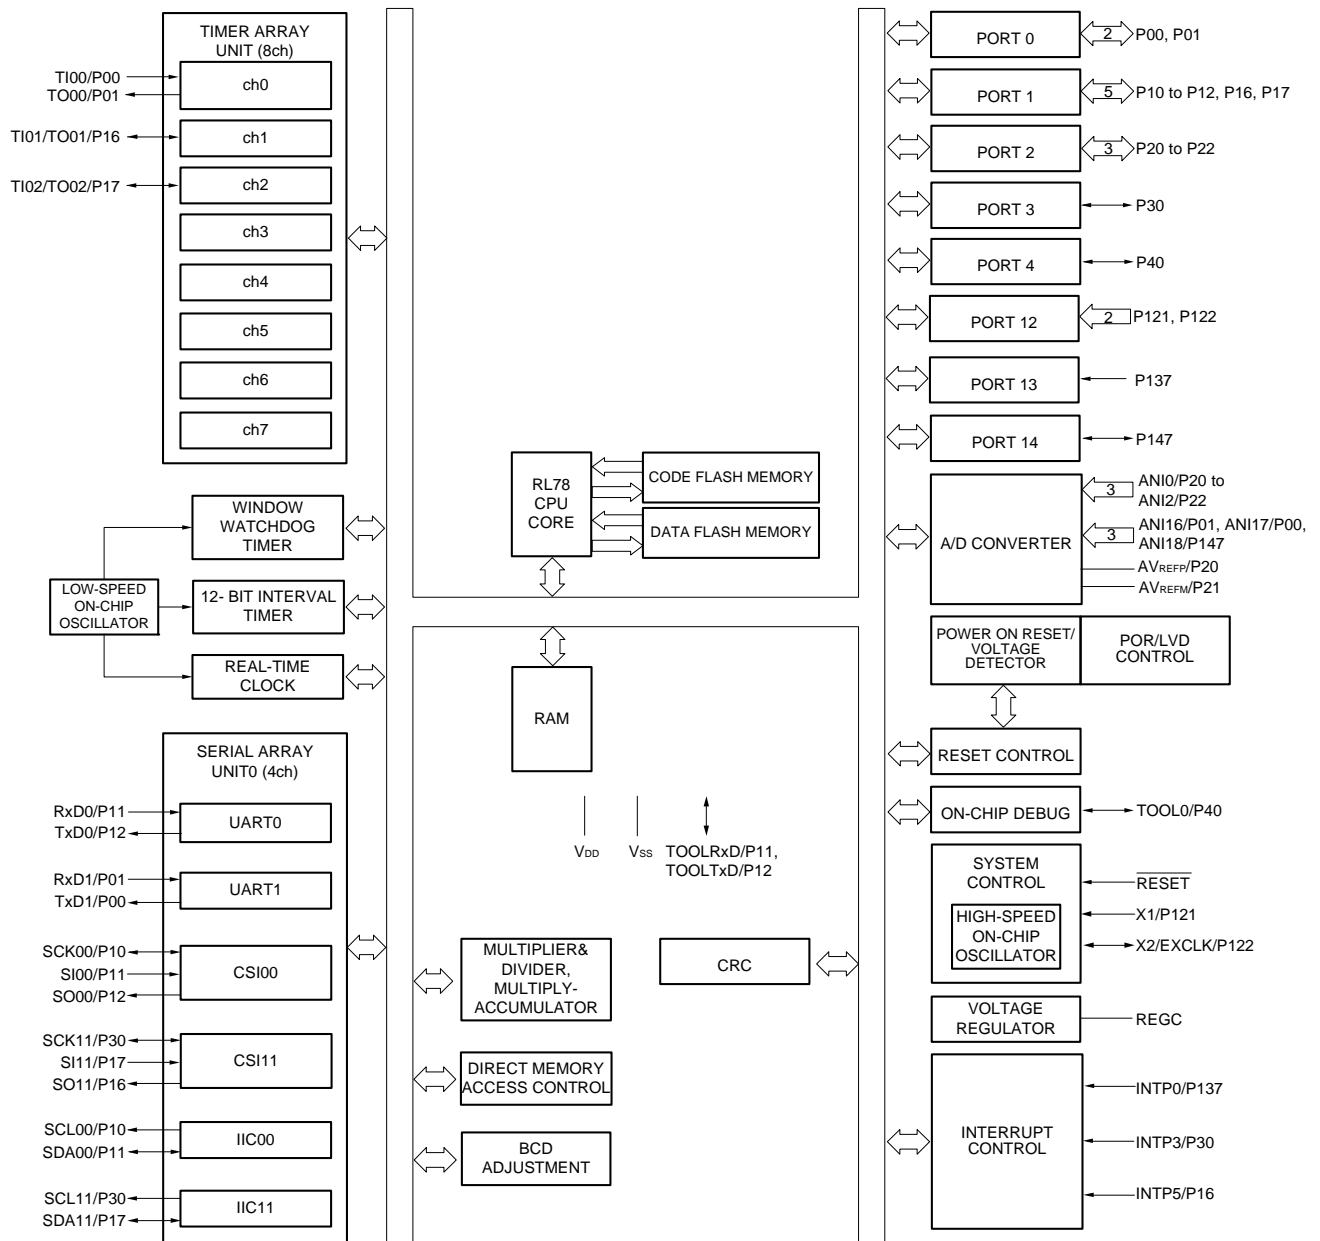 TIMER ARRAY
UNIT (8ch)
TI00/P00
TO00/P01
ch0
TI01/TO01/P16
ch1
TI02/TO02/P17
ch2
ch3
ch4
ch5
ch6
ch7
WINDOW
WATCHDOG
TIMER
LOW-SPEED
ON-CHIP
OSCILLATOR
12- BIT INTERVAL
TIMER
REAL-TIME
CLOCK
SERIAL ARRAY
UNIT0 (4ch)
RxD0/P11
TxD0/P12
UART0
RxD1/P01
TxD1/P00
UART1
SCK00/P10
SI00/P11
SO00/P12
CSI00
SCK11/P30
SI11/P17
SO11/P16
CSI11
SCL00/P10
SDA00/P11
IIC00
SCL11/P30
SDA11/P17
IIC11
RL78
CPU
CORE
CODE FLASH MEMORY
DATA FLASH MEMORY
RAM
VDD
VSS
TOOLRxD/P11,
TOOLTxD/P12
MULTIPLIER&
DIVIDER,
MULTIPLY-
ACCUMULATOR
CRC
DIRECT MEMORY
ACCESS CONTROL
BCD
ADJUSTMENT
PORT 0
2
P00, P01
PORT 1
5
P10 to P12, P16, P17
PORT 2
3
P20 to P22
PORT 3
P30
PORT 4
P40
PORT 12
2
P121, P122
PORT 13
P137
PORT 14
P147
A/D CONVERTER
3
ANI0/P20 to
ANI2/P22
3
ANI16/P01, ANI17/P00,
ANI18/P147
AVREFP/P20
AVREFM/P21
POWER ON RESET/
VOLTAGE
DETECTOR
POR/LVD
CONTROL
RESET CONTROL
ON-CHIP DEBUG
TOOL0/P40
SYSTEM
CONTROL
RESET
HIGH-SPEED
ON-CHIP
OSCILLATOR
X1/P121
X2/EXCLK/P122
VOLTAGE
REGULATOR
REGC
INTERRUPT
CONTROL
INTP0/P137
INTP3/P30
INTP5/P16